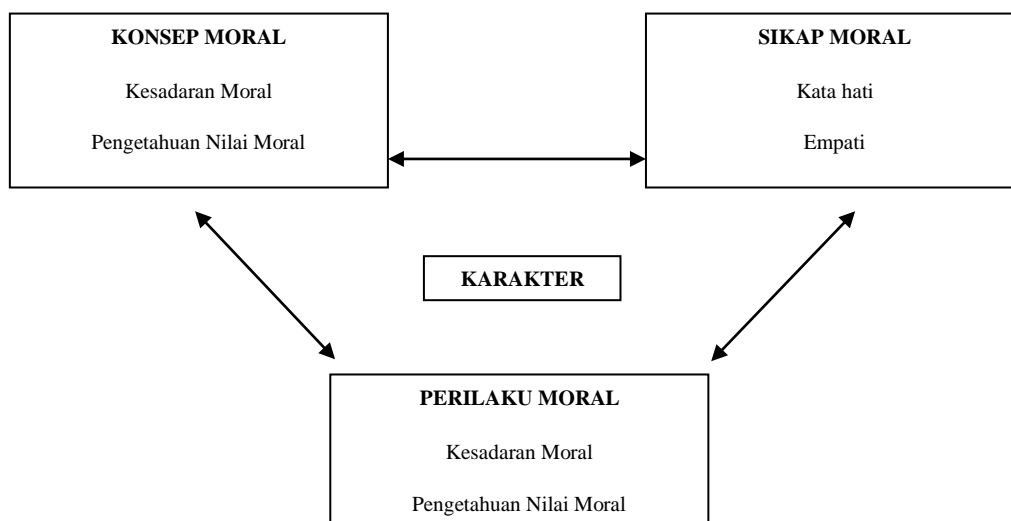 KONSEP MORAL
Kesadaran Moral
Pengetahuan Nilai Moral
SIKAP MORAL
Kata hati
Empati
KARAKTER
PERILAKU MORAL
Kesadaran Moral
Pengetahuan Nilai Moral